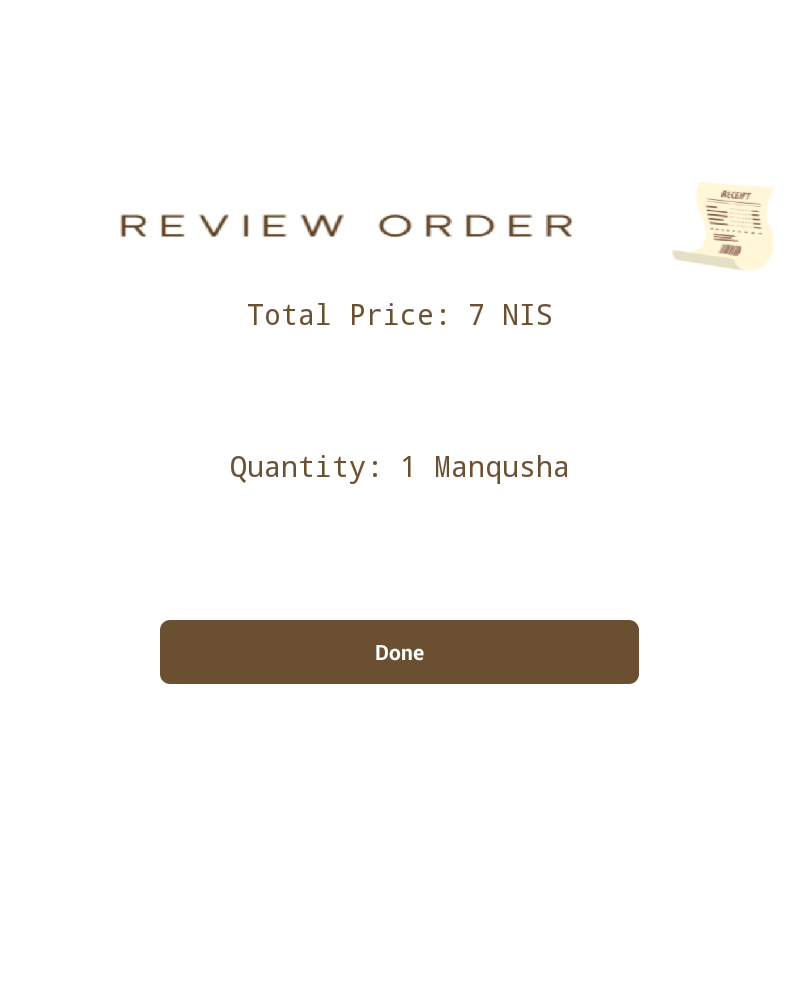 REVIEW ORDER
RECEIPT
Total Price: 7 NIS
Quantity: 1 Manqusha
Done